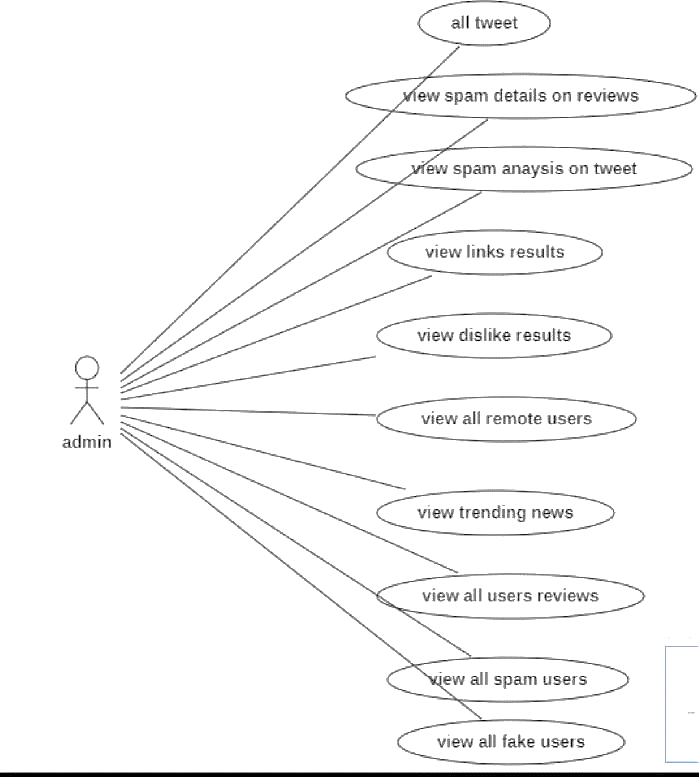 all tweet
view spam details on reviews
view spam anaysis on tweet
view links results
view dislike results
view all remote users
admin
view trending news
view all users reviews
view all spam users
view all fake users